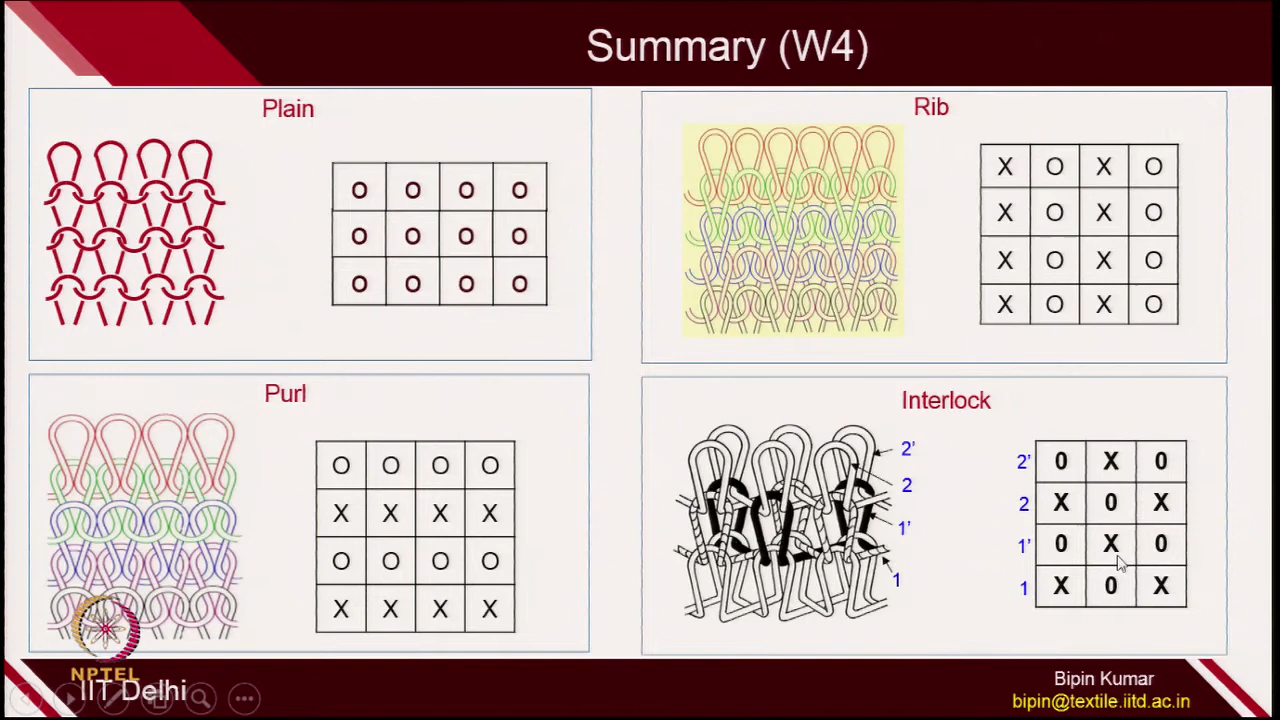 Summary (W4)
Plain
O O O O
O O O O
O O O O
Rib
X O X O
X O X O
X O X O
X O X O
Purl
O O O O
X X X X
O O O O
X X X X
Interlock
2'
2
1'
1
2' 0 X 0
2 X 0 X
1' 0 X 0
1 X 0 X
NPTEL
IIT Delhi
Bipin Kumar
bipin@textile.iitd.ac.in